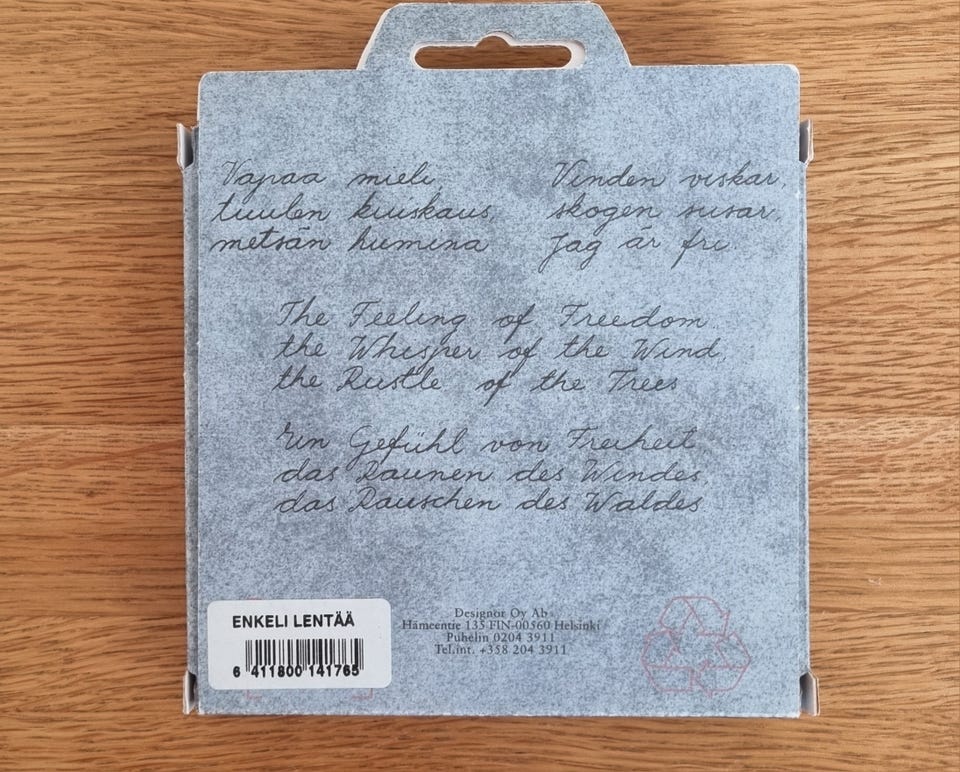 Vapaa mieli,
tuulen kuiskaus,
metsän humina
Vinden viskar,
skogen susar,
Jag är fri.
The Feeling of Freedom,
the Whisper of the Wind,
the Rustle of the Trees
Ein Gefühl von Freiheit
das Raunen des Windes,
das Rauschen des Waldes
ENKELI LENTÄÄ
6 411800 141765
Designor Oy Ab
Hämeentie 135 FIN-00560 Helsinki
Puhelin 0204 3911
Tel.int. +358 204 3911